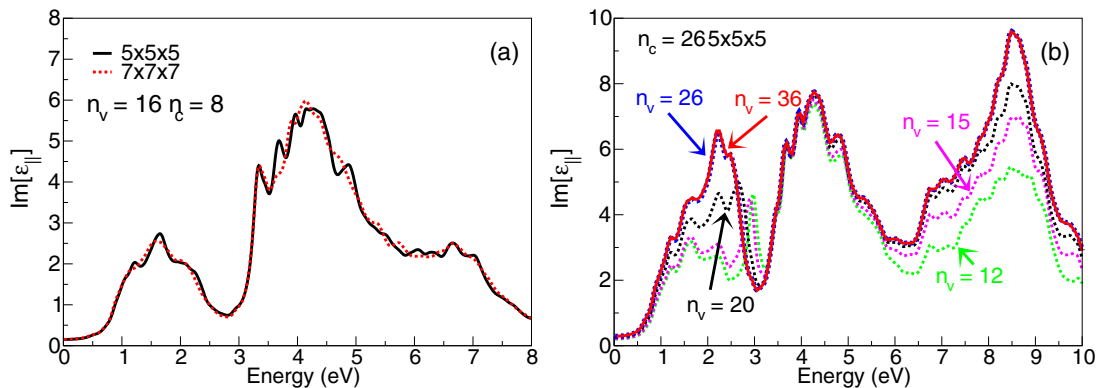 (a)
5x5x5
7x7x7
n_v = 16 n_c = 8
Im[ε_||]
8
7
6
5
4
3
2
1
0
0 1 2 3 4 5 6 7 8
Energy (eV)
(b)
n_c = 265x5x5
n_v = 26
n_v = 36
n_v = 15
n_v = 20
n_v = 12
Im[ε_||]
10
8
6
4
2
0
0 1 2 3 4 5 6 7 8 9 10
Energy (eV)